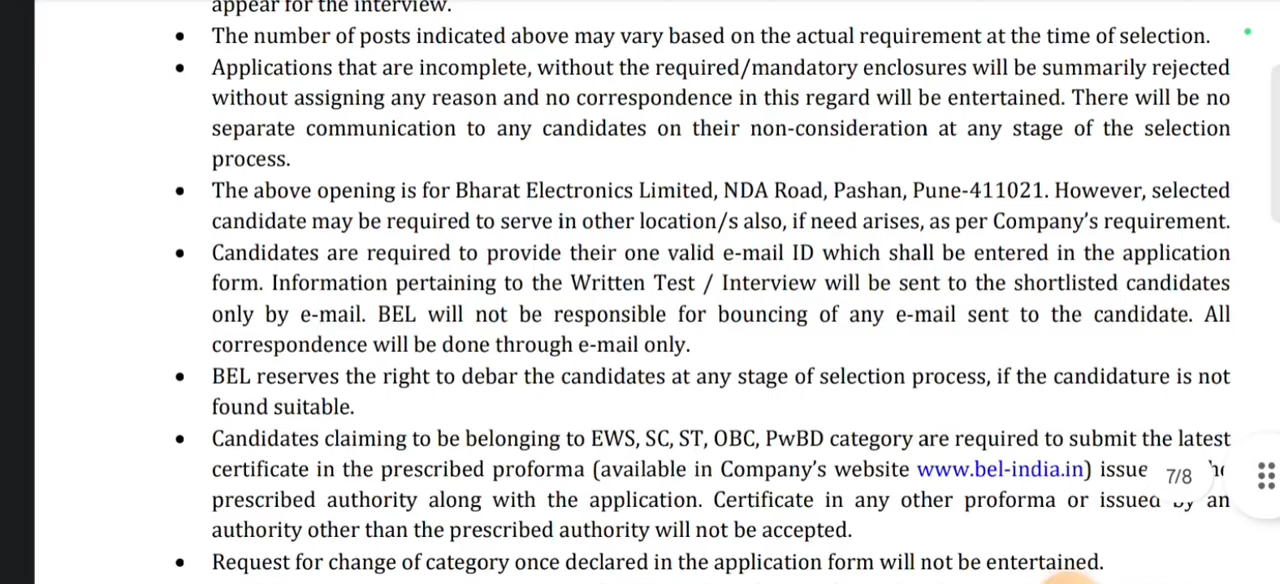 appear for the interview.
• The number of posts indicated above may vary based on the actual requirement at the time of selection.
• Applications that are incomplete, without the required/mandatory enclosures will be summarily rejected
without assigning any reason and no correspondence in this regard will be entertained. There will be no
separate communication to any candidates on their non-consideration at any stage of the selection
process.
• The above opening is for Bharat Electronics Limited, NDA Road, Pashan, Pune-411021. However, selected
candidate may be required to serve in other location/s also, if need arises, as per Company's requirement.
• Candidates are required to provide their one valid e-mail ID which shall be entered in the application
form. Information pertaining to the Written Test / Interview will be sent to the shortlisted candidates
only by e-mail. BEL will not be responsible for bouncing of any e-mail sent to the candidate. All
correspondence will be done through e-mail only.
• BEL reserves the right to debar the candidates at any stage of selection process, if the candidature is not
found suitable.
• Candidates claiming to be belonging to EWS, SC, ST, OBC, PwBD category are required to submit the latest
certificate in the prescribed proforma (available in Company's website www.bel-india.in) issue
7/8
prescribed authority along with the application. Certificate in any other proforma or issued by an
authority other than the prescribed authority will not be accepted.
• Request for change of category once declared in the application form will not be entertained.